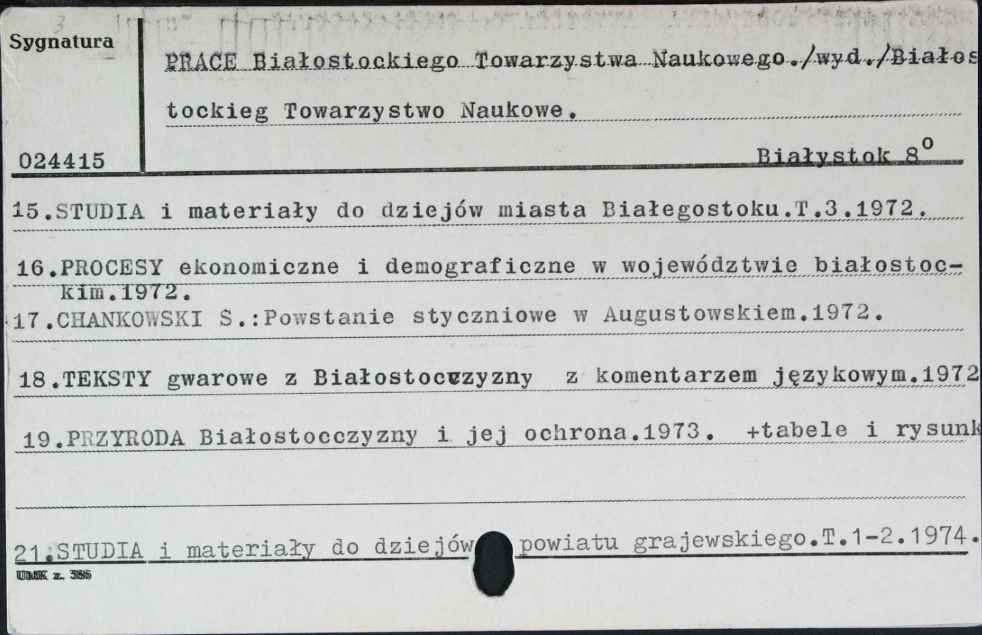 Sygnatura
PRACE Białostockiego Towarzystwa Naukowego./wyd./Białos
tockieg Towarzystwo Naukowe.
024415
Białystok 8°
15.STUDIA i materiały do dziejów miasta Białegostoku.T.3.1972.
16.PROCESY ekonomiczne i demograficzne w województwie białostoc-
kim.1972.
17.CHANKOWSKI S.:Powstanie styczniowe w Augustowskiem.1972.
18.TEKSTY gwarowe z Białostocczyzny z komentarzem językowym.1972
19.PRZYRODA Białostocczyzny i jej ochrona.1973. +tabele i rysunk
21.STUDIA i materiały do dziejów powiatu grajewskiego.T.1-2.1974.
UMK z. 385